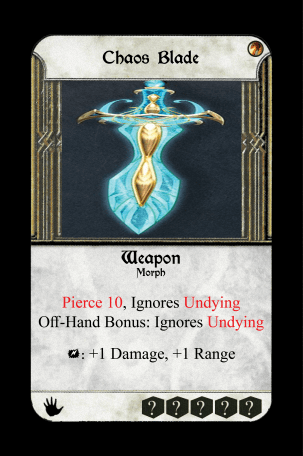 Chaos Blade
Weapon
Morph
Pierce 10, Ignores Undying
Off-Hand Bonus: Ignores Undying
: +1 Damage, +1 Range
? ? ? ? ?